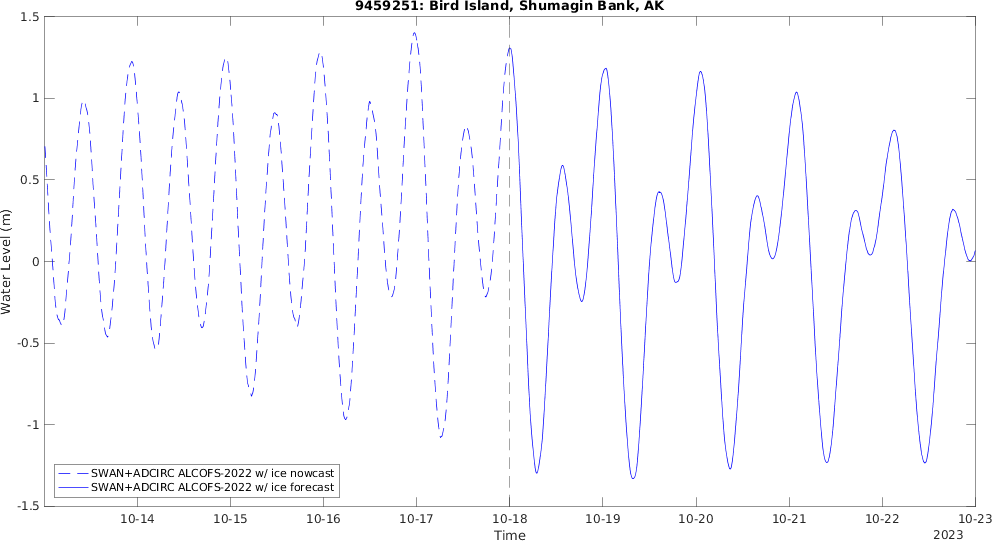 9459251: Bird Island, Shumagin Bank, AK
1.5
1
0.5
0
-0.5
-1
-1.5
Water Level (m)
SWAN+ADCIRC ALCOFS-2022 w/ ice nowcast
SWAN+ADCIRC ALCOFS-2022 w/ ice forecast
10-14 10-15 10-16 10-17 10-18 10-19 10-20 10-21 10-22 10-23
Time
2023